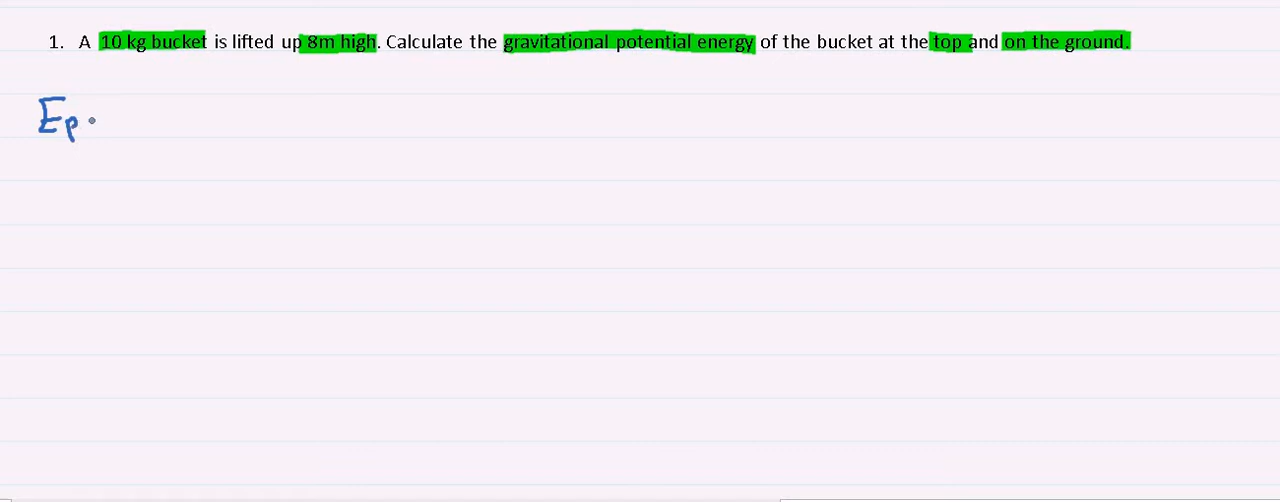 1. A 10 kg bucket is lifted up 8m high. Calculate the gravitational potential energy of the bucket at the top and on the ground.
Ep